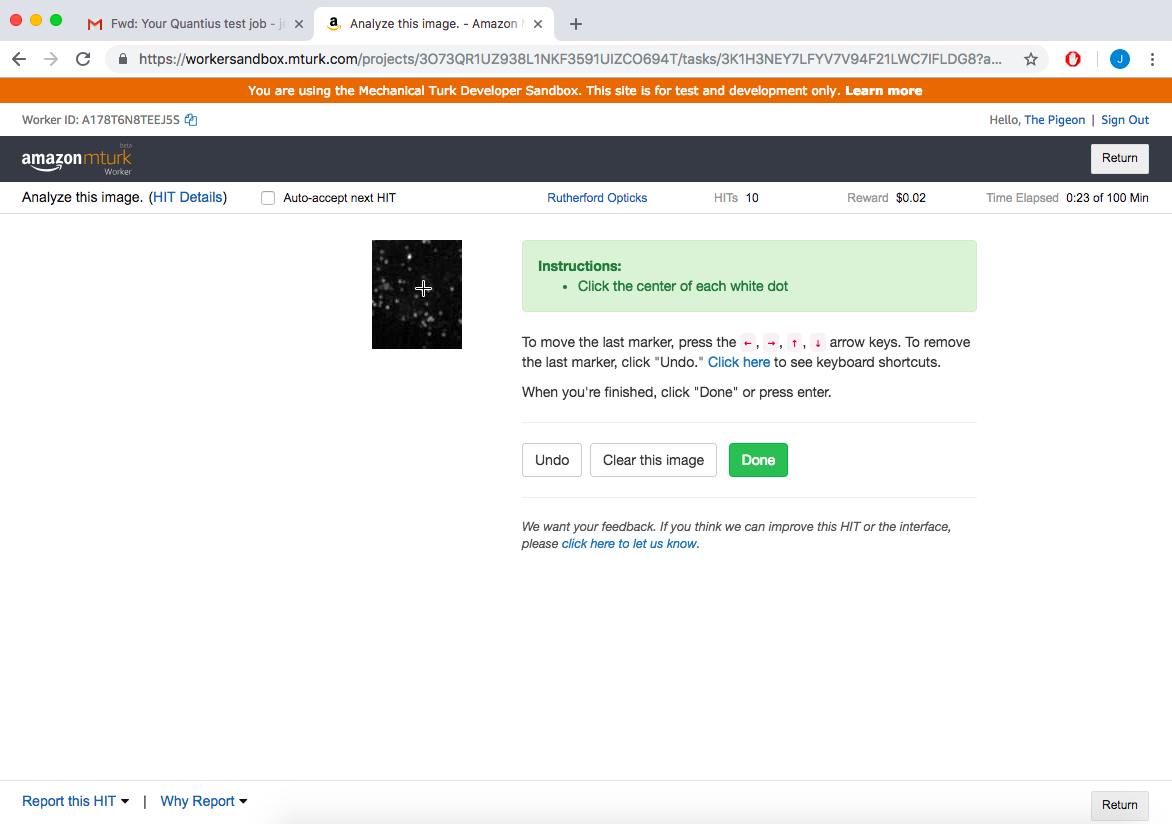 Fwd: Your Quantius test job - je
Analyze this image. - Amazon
https://workersandbox.mturk.com/projects/3O73QR1UZ938L1NKF3591UIZCO694T/tasks/3K1H3NEY7LFYV7V94F21LWC7IFLDG8?a...
J
You are using the Mechanical Turk Developer Sandbox. This site is for test and development only. Learn more
Worker ID: A178T6N8TEEJ5S
Hello, The Pigeon | Sign Out
beta
amazonmturk
Worker
Return
Analyze this image. (HIT Details)
Auto-accept next HIT
Rutherford Opticks
HITs 10
Reward $0.02
Time Elapsed 0:23 of 100 Min
Instructions:
• Click the center of each white dot
To move the last marker, press the ←, →, ↑, ↓ arrow keys. To remove
the last marker, click "Undo." Click here to see keyboard shortcuts.
When you're finished, click "Done" or press enter.
Undo
Clear this image
Done
We want your feedback. If you think we can improve this HIT or the interface,
please click here to let us know.
Report this HIT | Why Report
Return